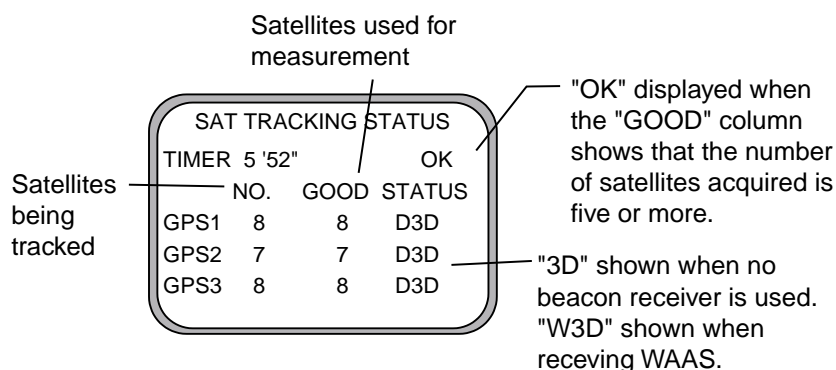 Satellites used for
measurement
"OK" displayed when
the "GOOD" column
shows that the number
of satellites acquired is
five or more.
SAT TRACKING STATUS
TIMER 5 '52" OK
NO. GOOD STATUS
GPS1 8 8 D3D
GPS2 7 7 D3D
GPS3 8 8 D3D
Satellites
being
tracked
"3D" shown when no
beacon receiver is used.
"W3D" shown when
receving WAAS.